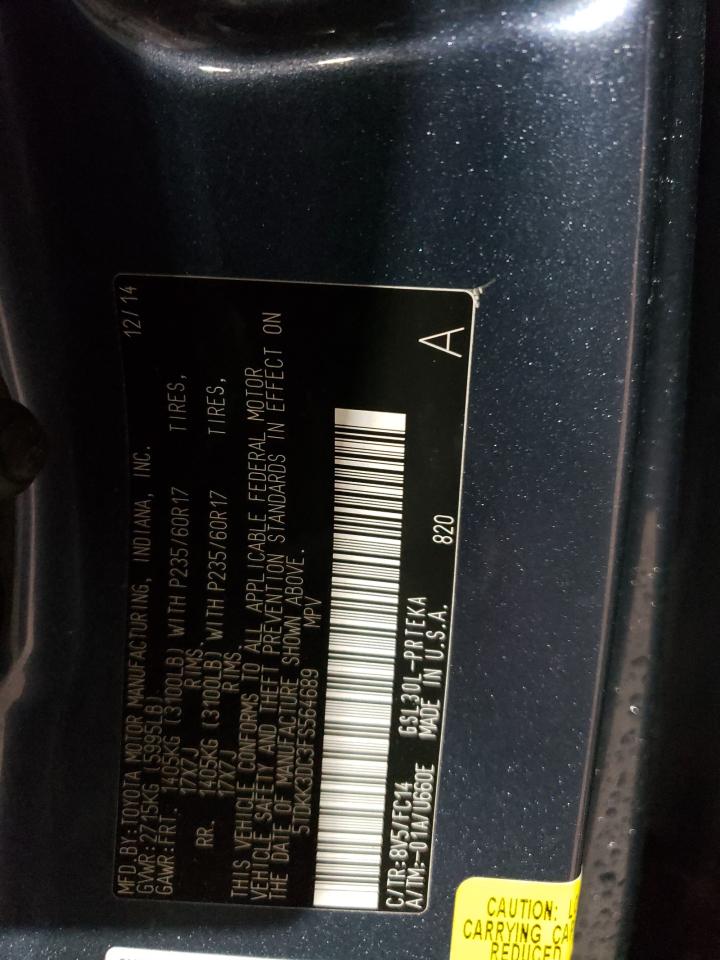 MFD.BY:TOYOTA MOTOR MANUFACTURING, INDIANA, INC. 12/14
GVWR:2715KG (5985LB)
GAWR:FRT. 1405KG (3100LB) WITH P235/60R17 TIRES,
17X7J RIMS
RR. 1405KG (3100LB) WITH P235/60R17 TIRES,
17X7J RIMS
THIS VEHICLE CONFORMS TO ALL APPLICABLE FEDERAL MOTOR
VEHICLE SAFETY AND THEFT PREVENTION STANDARDS IN EFFECT ON
THE DATE OF MANUFACTURE SHOWN ABOVE.
5TDKK3DC3FS564689 MPV
C/TR:8V5/FC14 GSL30L-PRTEKA A
A/TM:-01A/U660E MADE IN U.S.A. 820
CAUTION:
CARRYING
REDUCED